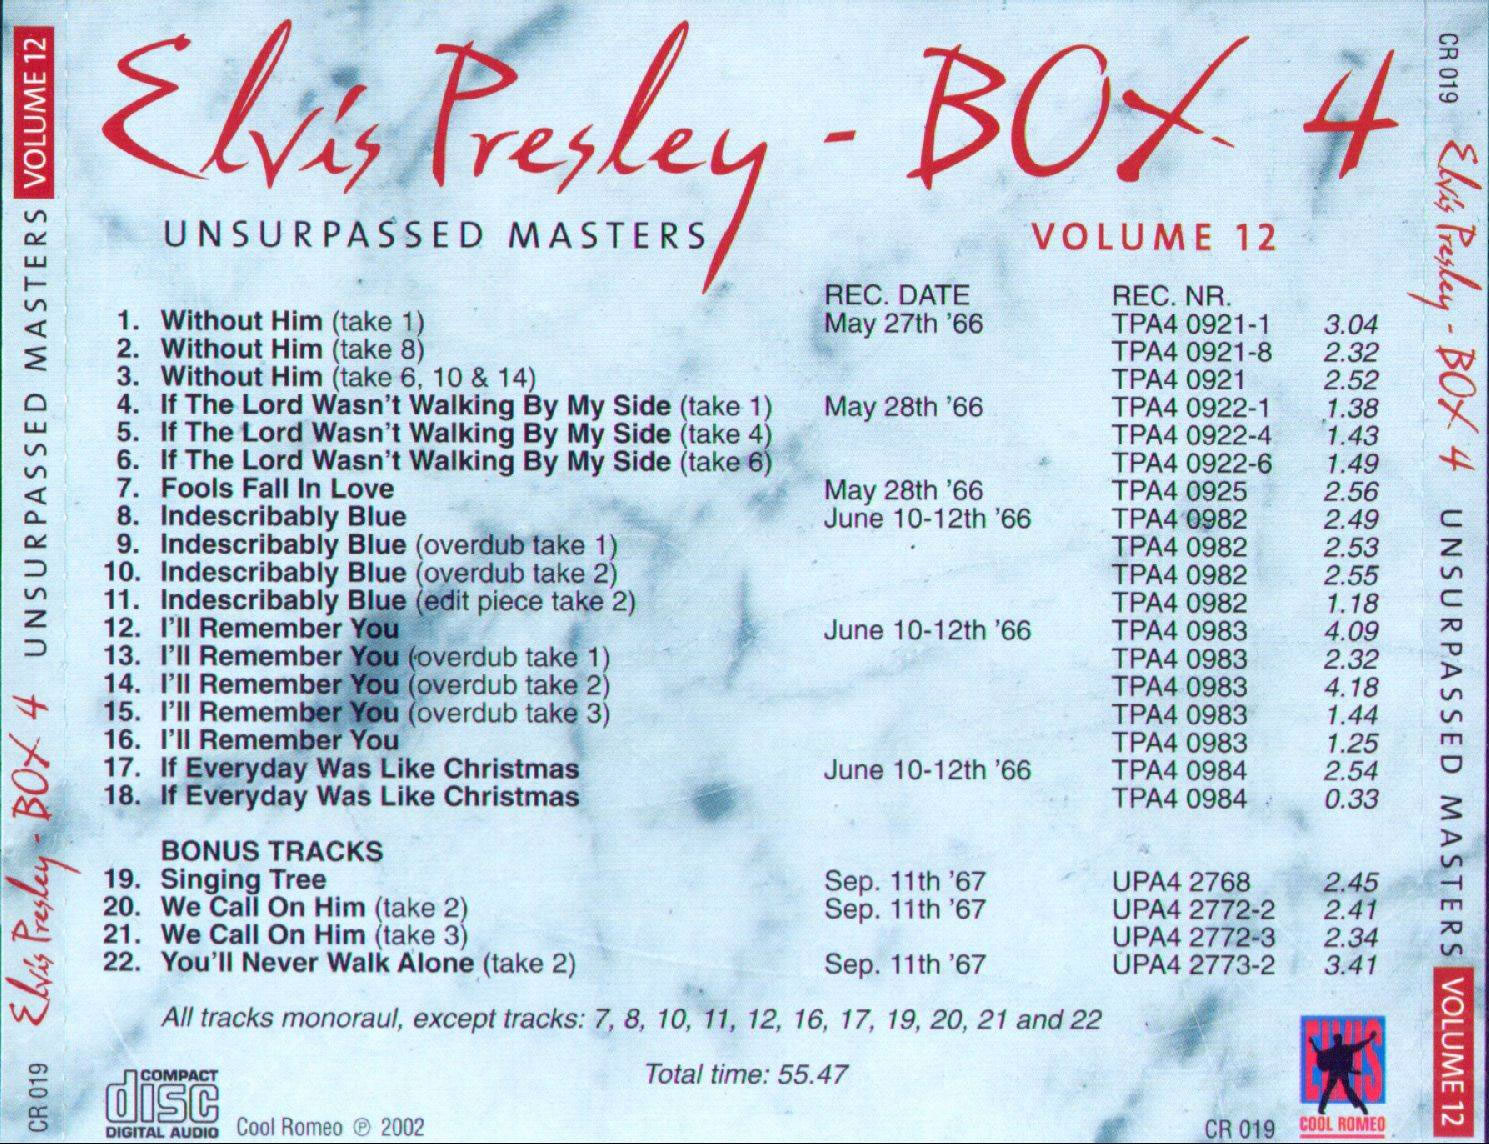 Elvis Presley - BOX 4
UNSURPASSED MASTERS VOLUME 12
REC. DATE REC. NR.
1. Without Him (take 1) May 27th '66 TPA4 0921-1 3.04
2. Without Him (take 8) TPA4 0921-8 2.32
3. Without Him (take 6, 10 & 14) TPA4 0921 2.52
4. If The Lord Wasn't Walking By My Side (take 1) May 28th '66 TPA4 0922-1 1.38
5. If The Lord Wasn't Walking By My Side (take 4) TPA4 0922-4 1.43
6. If The Lord Wasn't Walking By My Side (take 6) TPA4 0922-6 1.49
7. Fools Fall In Love May 28th '66 TPA4 0925 2.56
8. Indescribably Blue June 10-12th '66 TPA4 0982 2.49
9. Indescribably Blue (overdub take 1) TPA4 0982 2.53
10. Indescribably Blue (overdub take 2) TPA4 0982 2.55
11. Indescribably Blue (edit piece take 2) TPA4 0982 1.18
12. I'll Remember You June 10-12th '66 TPA4 0983 4.09
13. I'll Remember You (overdub take 1) TPA4 0983 2.32
14. I'll Remember You (overdub take 2) TPA4 0983 4.18
15. I'll Remember You (overdub take 3) TPA4 0983 1.44
16. I'll Remember You TPA4 0983 1.25
17. If Everyday Was Like Christmas June 10-12th '66 TPA4 0984 2.54
18. If Everyday Was Like Christmas TPA4 0984 0.33
BONUS TRACKS
19. Singing Tree Sep. 11th '67 UPA4 2768 2.45
20. We Call On Him (take 2) Sep. 11th '67 UPA4 2772-2 2.41
21. We Call On Him (take 3) UPA4 2772-3 2.34
22. You'll Never Walk Alone (take 2) Sep. 11th '67 UPA4 2773-2 3.41
All tracks monoraul, except tracks: 7, 8, 10, 11, 12, 16, 17, 19, 20, 21 and 22
Total time: 55.47
COMPACT
disc
DIGITAL AUDIO
Cool Romeo ℗ 2002
CR 019
ELVIS
COOL ROMEO
CR 019 Elvis Presley - BOX 4 UNSURPASSED MASTERS VOLUME 12
CR 019 Elvis Presley - BOX 4 UNSURPASSED MASTERS VOLUME 12